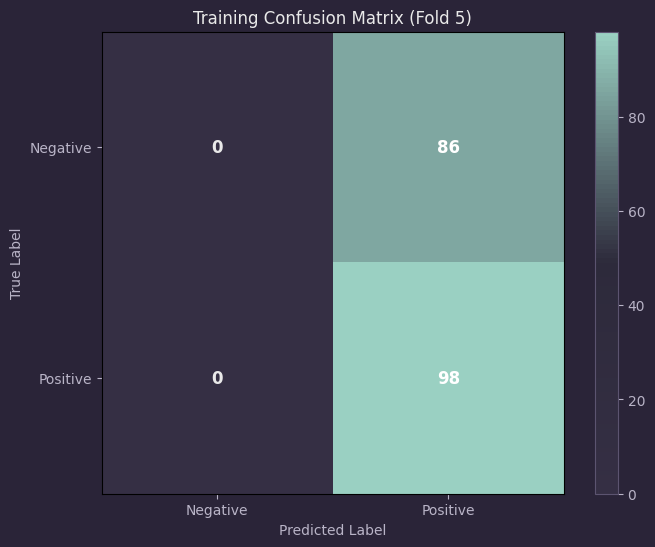 Training Confusion Matrix (Fold 5)
Negative
0
86
Positive
0
98
Negative
Positive
Predicted Label
True Label
80
60
40
20
0